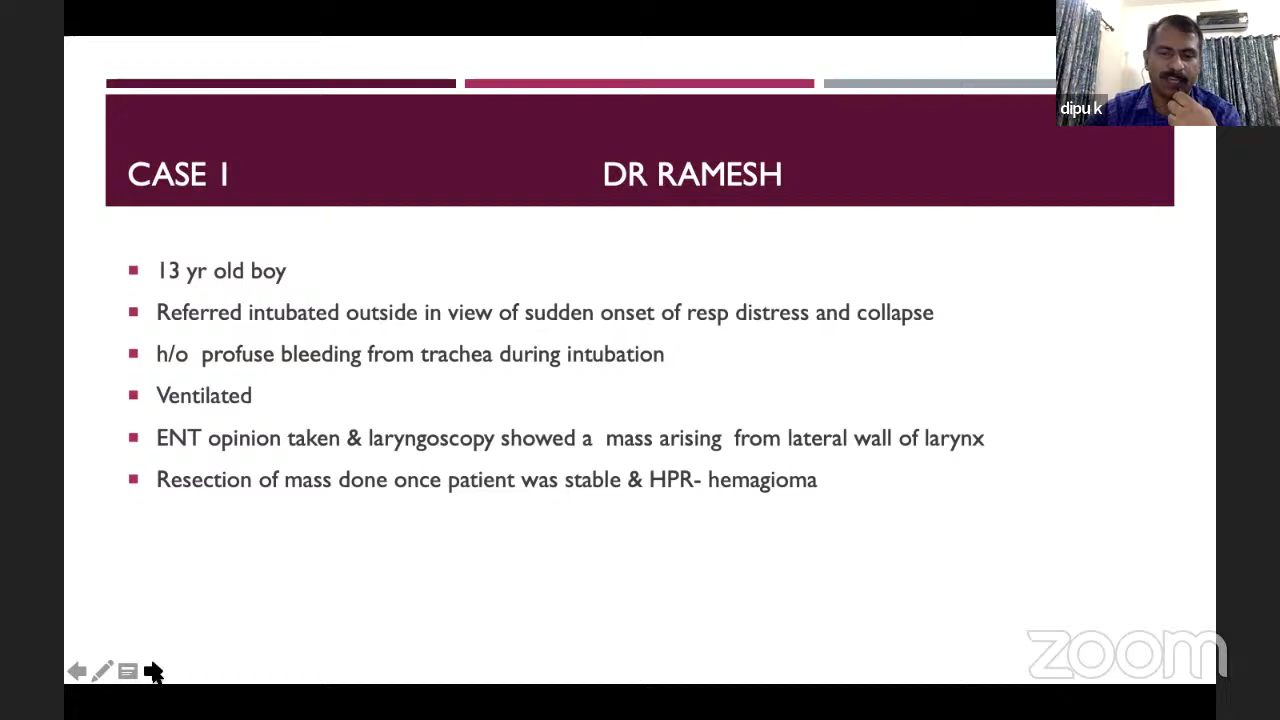 dipu k
CASE 1 DR RAMESH
13 yr old boy
Referred intubated outside in view of sudden onset of resp distress and collapse
h/o profuse bleeding from trachea during intubation
Ventilated
ENT opinion taken & laryngoscopy showed a mass arising from lateral wall of larynx
Resection of mass done once patient was stable & HPR- hemagioma
zoom